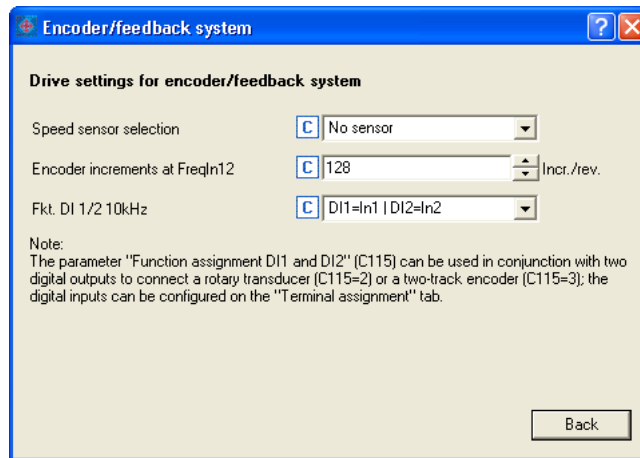 Encoder/feedback system
Drive settings for encoder/feedback system
Speed sensor selection C No sensor
Encoder increments at FreqIn12 C 128 Incr./rev.
Fkt. DI 1/2 10kHz C DI1=In1 | DI2=In2
Note:
The parameter "Function assignment DI1 and DI2" (C115) can be used in conjunction with two
digital outputs to connect a rotary transducer (C115=2) or a two-track encoder (C115=3); the
digital inputs can be configured on the "Terminal assignment" tab.
Back